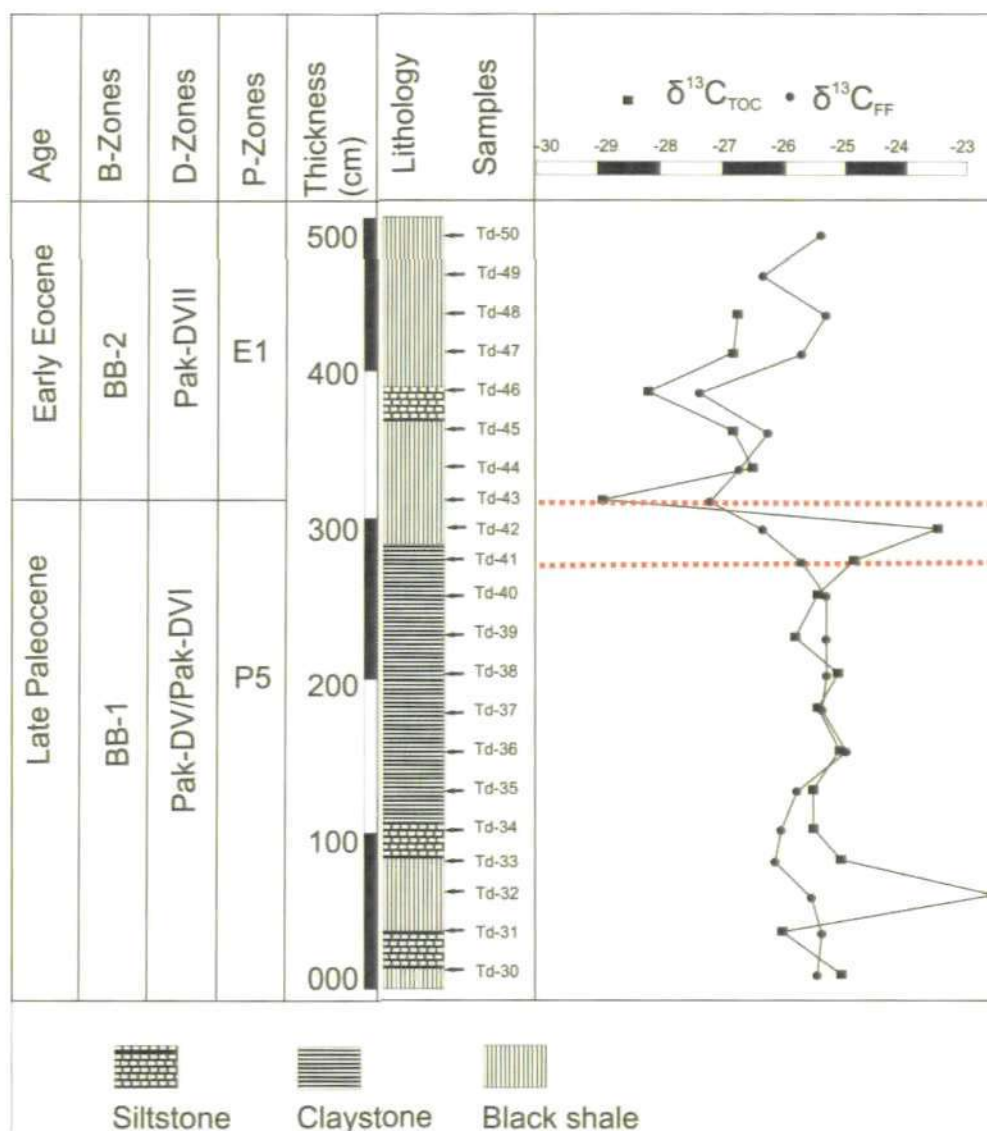 Age
B-Zones
D-Zones
P-Zones
Thickness
(cm)
Lithology
Samples
■ δ¹³C_TOC ● δ¹³C_FF
-30 -29 -28 -27 -26 -25 -24 -23
Early Eocene
BB-2
Pak-DVII
E1
Late Paleocene
BB-1
Pak-DV/Pak-DVI
P5
500
400
300
200
100
000
Td-50
Td-49
Td-48
Td-47
Td-46
Td-45
Td-44
Td-43
Td-42
Td-41
Td-40
Td-39
Td-38
Td-37
Td-36
Td-35
Td-34
Td-33
Td-32
Td-31
Td-30
Siltstone Claystone Black shale